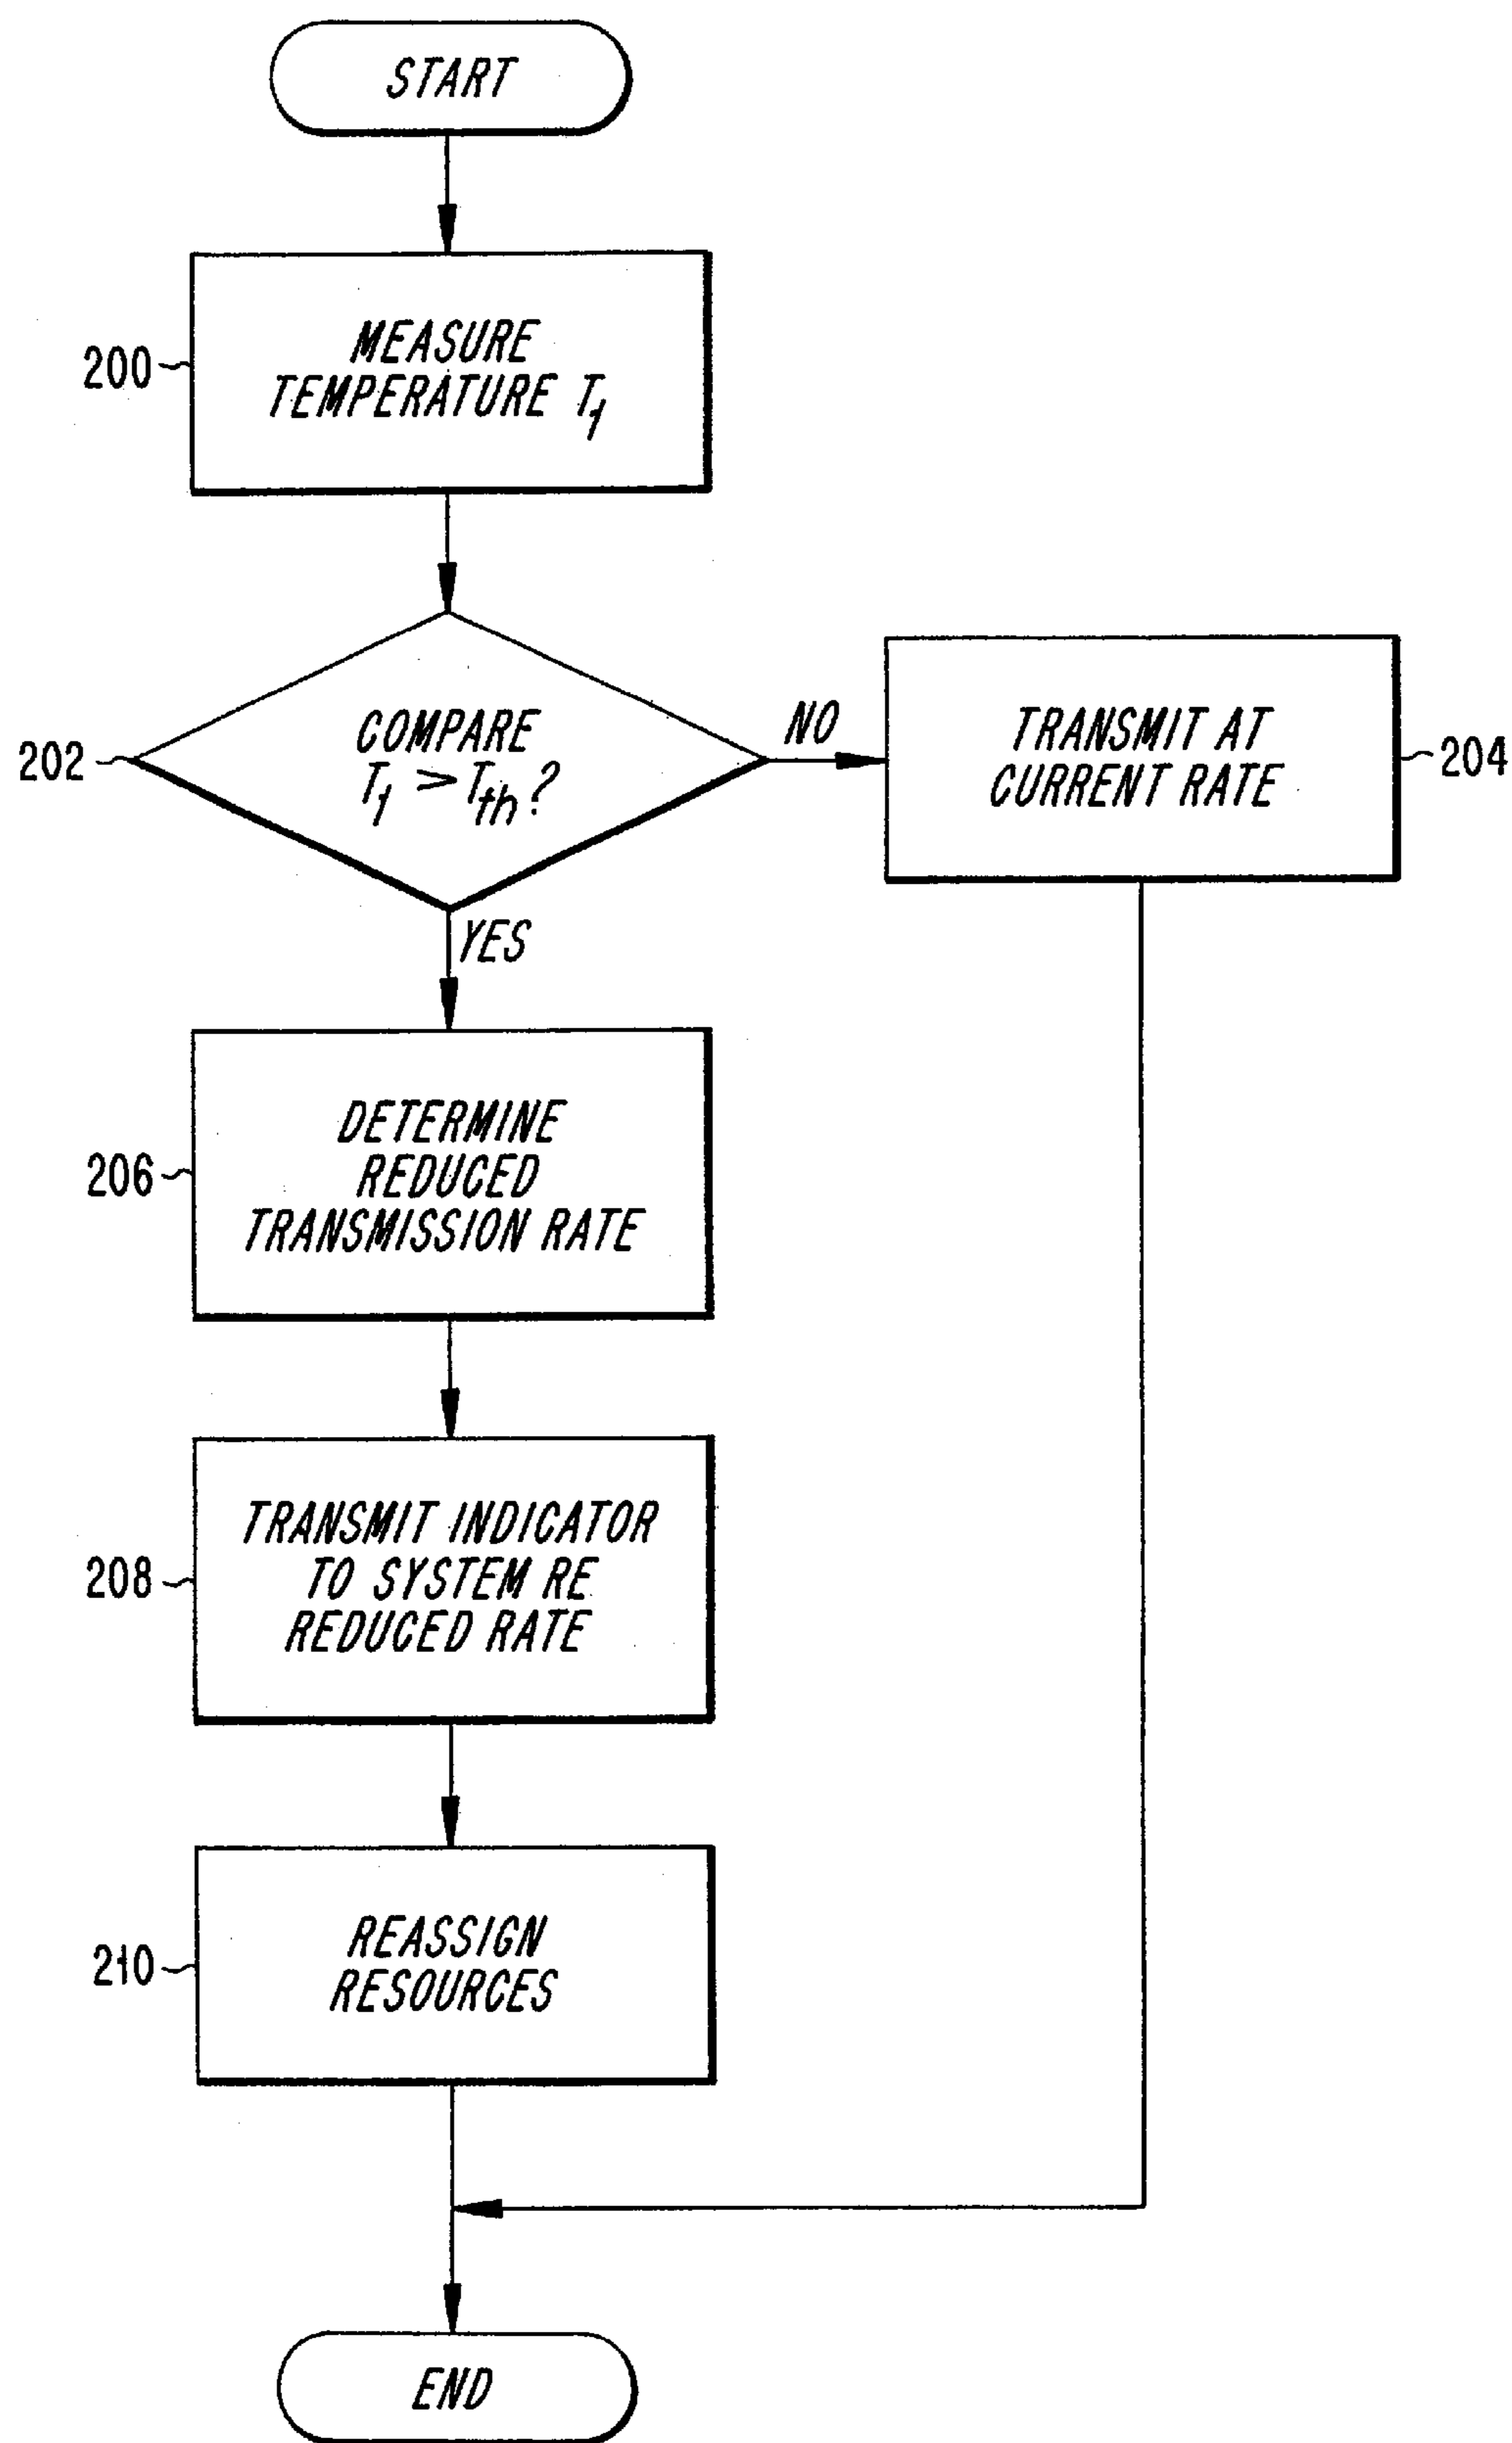 START
200
MEASURE
TEMPERATURE T1
202
COMPARE
T1 > Tth ?
NO
TRANSMIT AT
CURRENT RATE
204
YES
206
DETERMINE
REDUCED
TRANSMISSION RATE
208
TRANSMIT INDICATOR
TO SYSTEM RE
REDUCED RATE
210
REASSIGN
RESOURCES
END